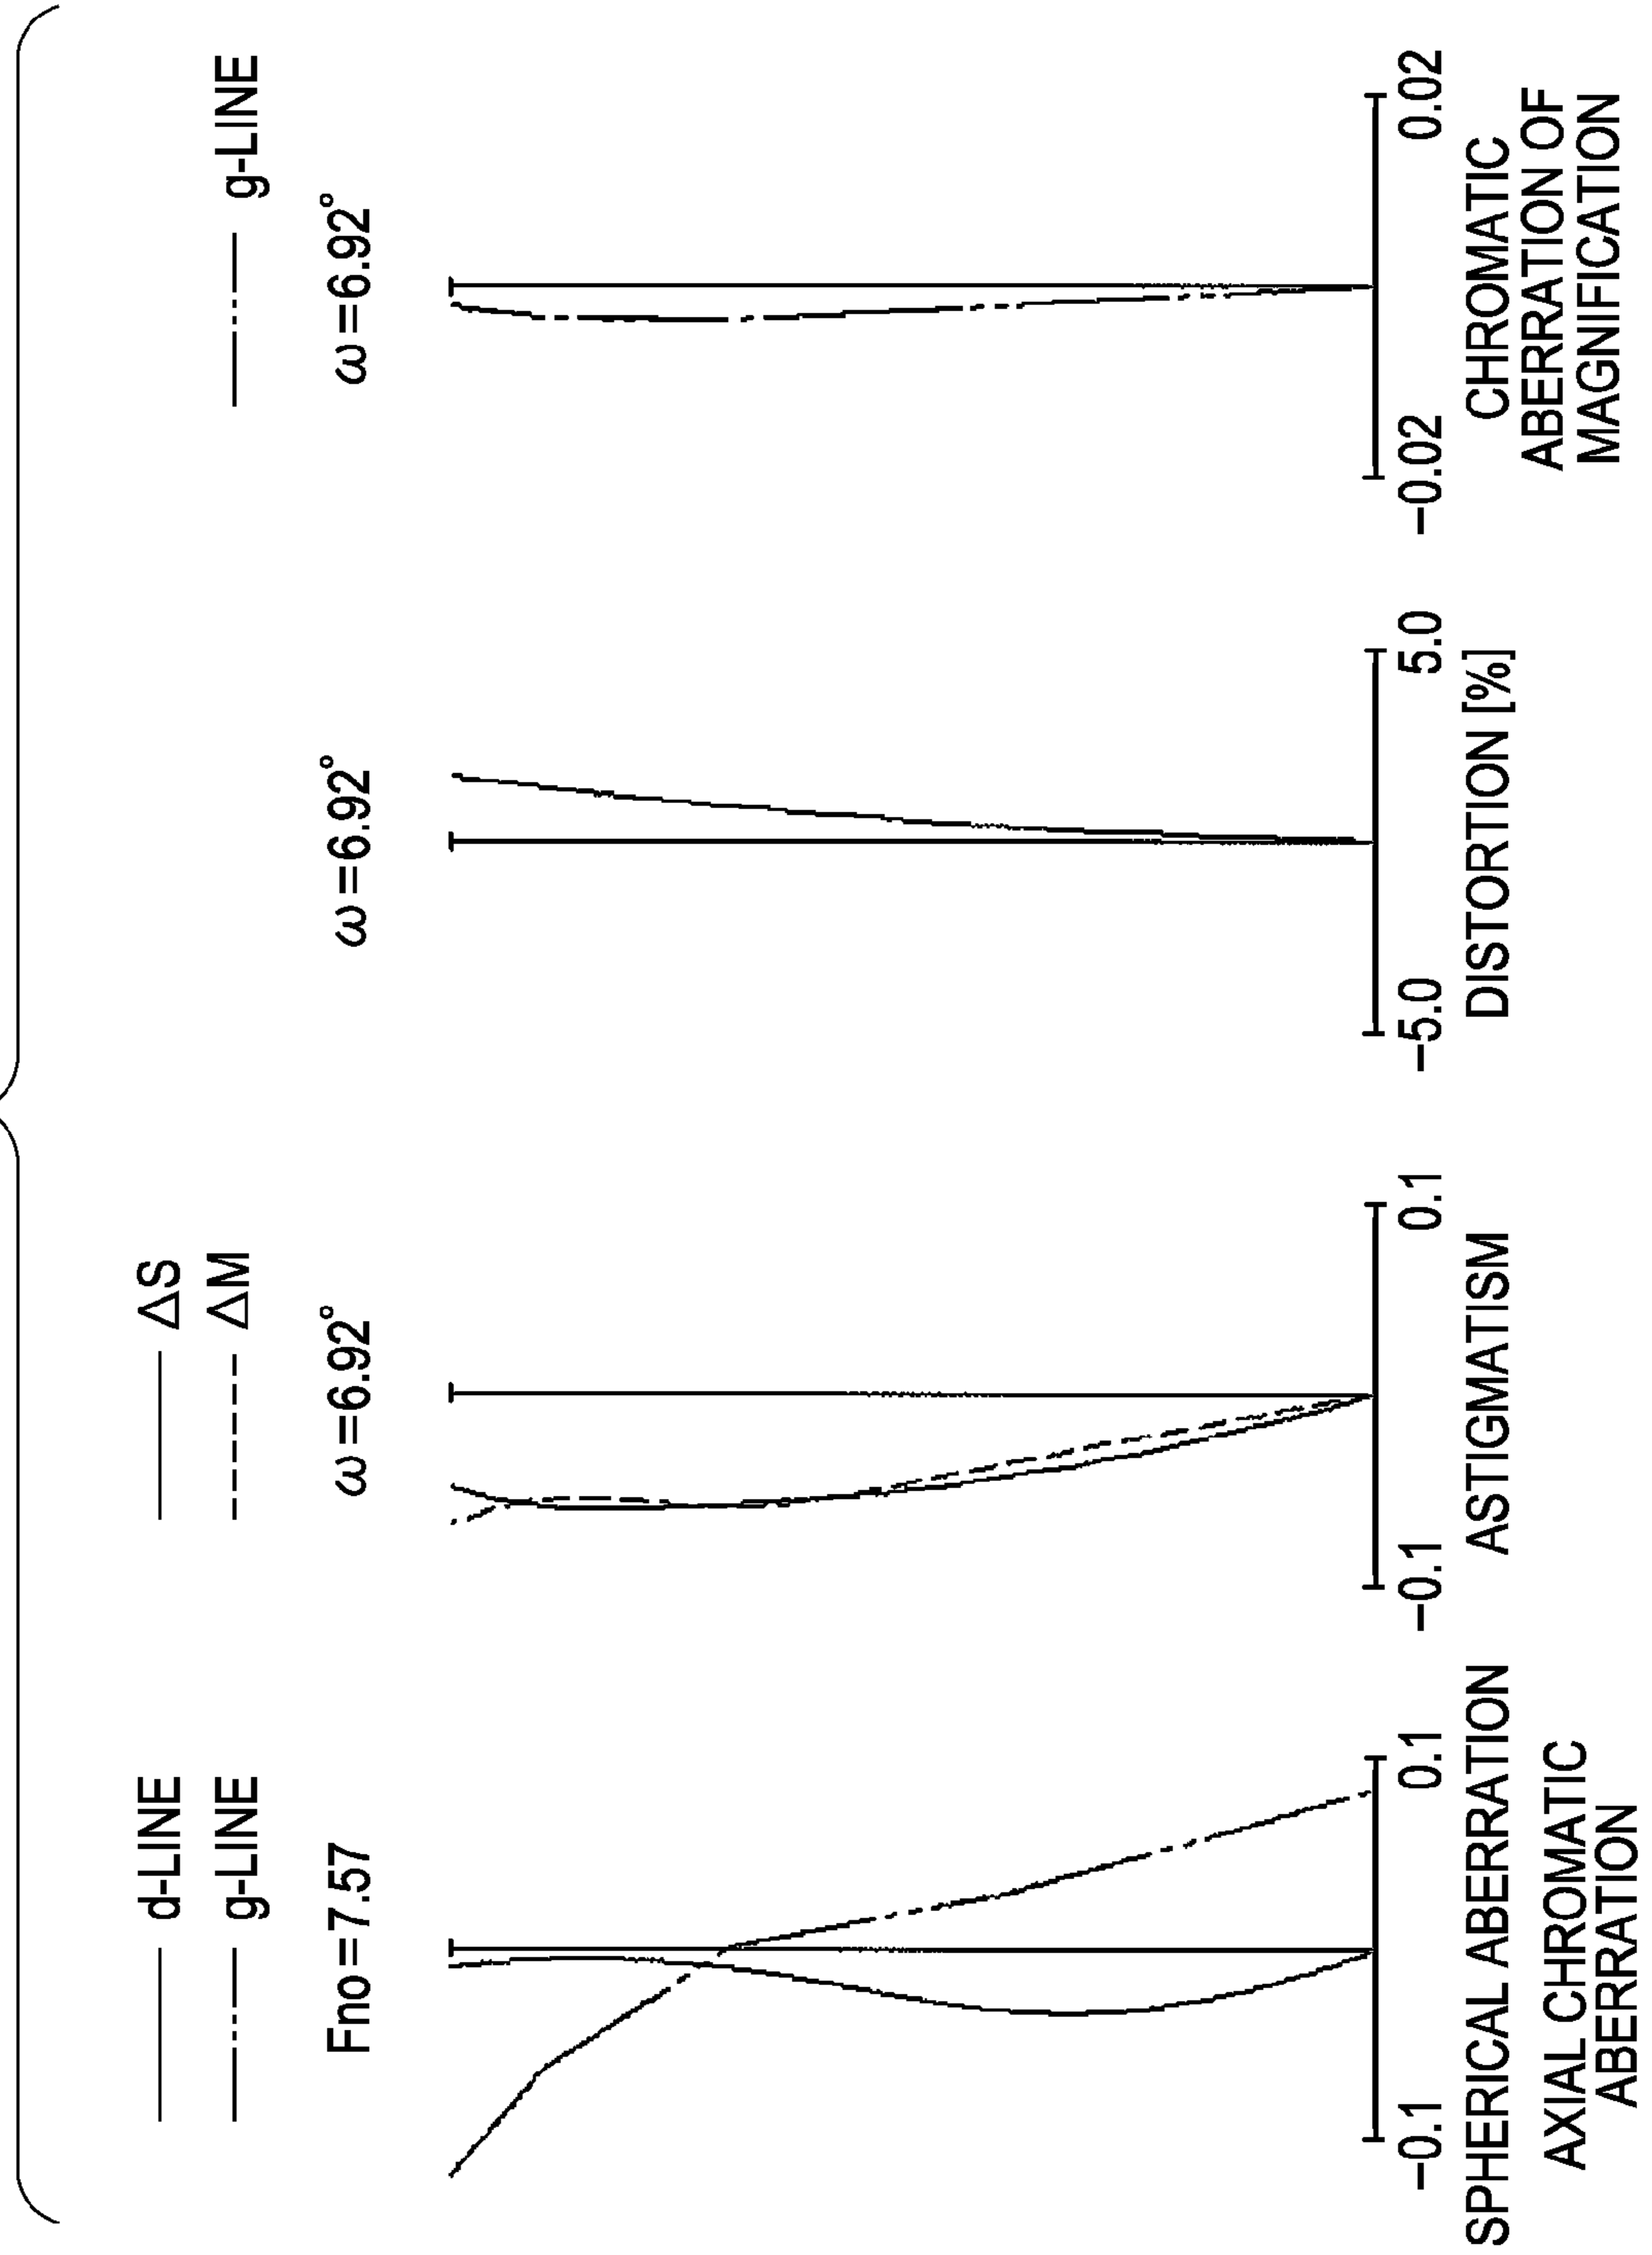 d-LINE
g-LINE
Fno=7.57
-0.1
0.1
SPHERICAL ABERRATION
AXIAL CHROMATIC
ABERRATION
ΔS
ΔM
ω=6.92°
-0.1
0.1
ASTIGMATISM
ω=6.92°
-5.0
5.0
DISTORTION [%]
g-LINE
ω=6.92°
-0.02
0.02
CHROMATIC
ABERRATION OF
MAGNIFICATION